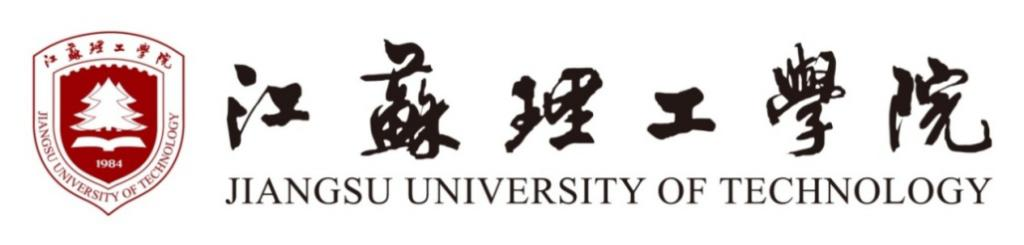 江蘇理工學院
1984
JIANGSU UNIVERSITY OF TECHNOLOGY
江蘇理工學院
JIANGSU UNIVERSITY OF TECHNOLOGY